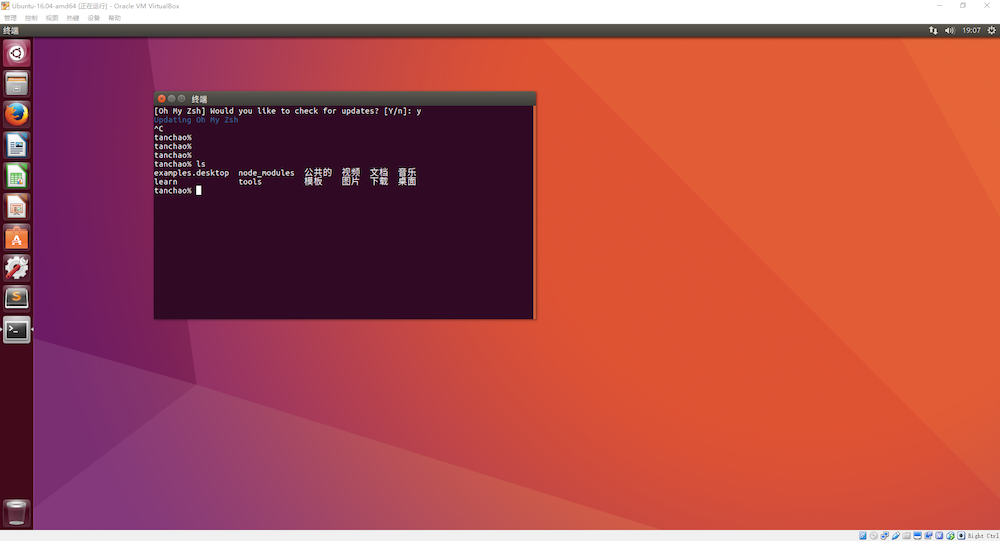 Ubuntu-16.04-amd64 [正在运行] - Oracle VM VirtualBox
管理 控制 视图 热键 设备 帮助
终端 19:07
终端
[Oh My Zsh] Would you like to check for updates? [Y/n]: y
Updating Oh My Zsh
^C
tanchao%
tanchao%
tanchao%
tanchao% ls
examples.desktop node_modules 公共的 视频 文档 音乐
learn tools 模板 图片 下载 桌面
tanchao%
Right Ctrl